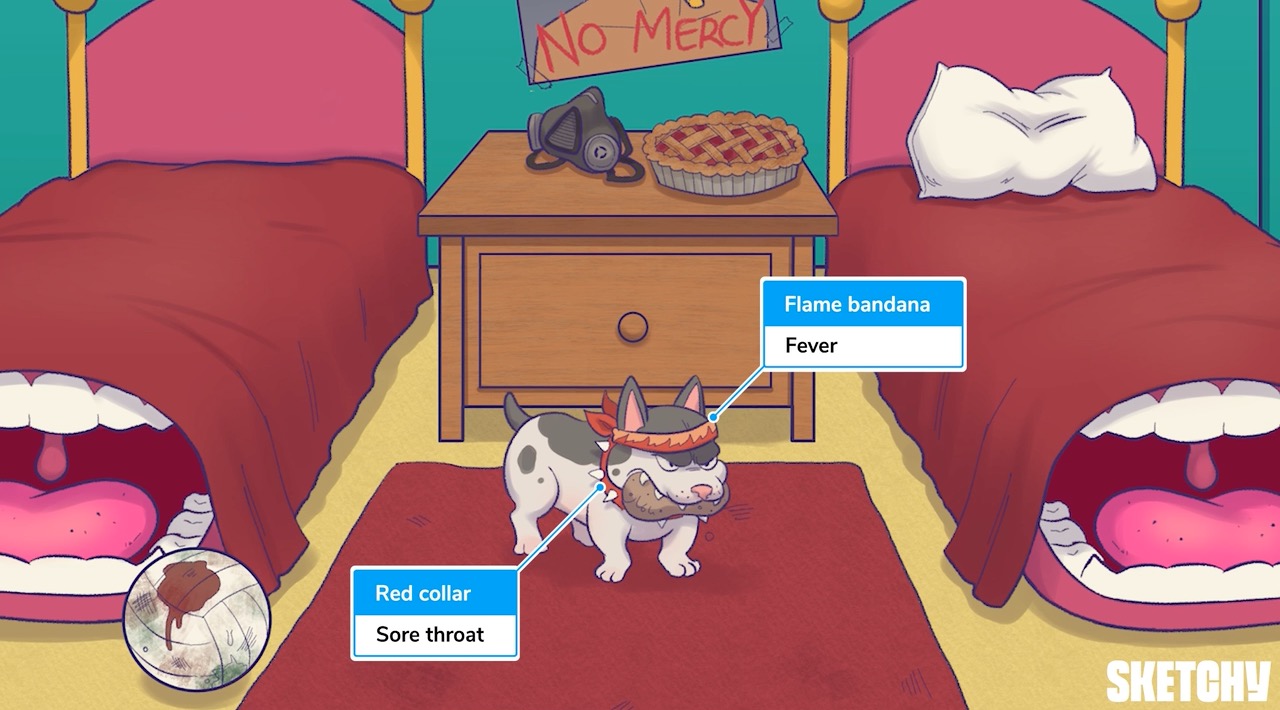 NO MERCY
Flame bandana
Fever
Red collar
Sore throat
SKETCHY